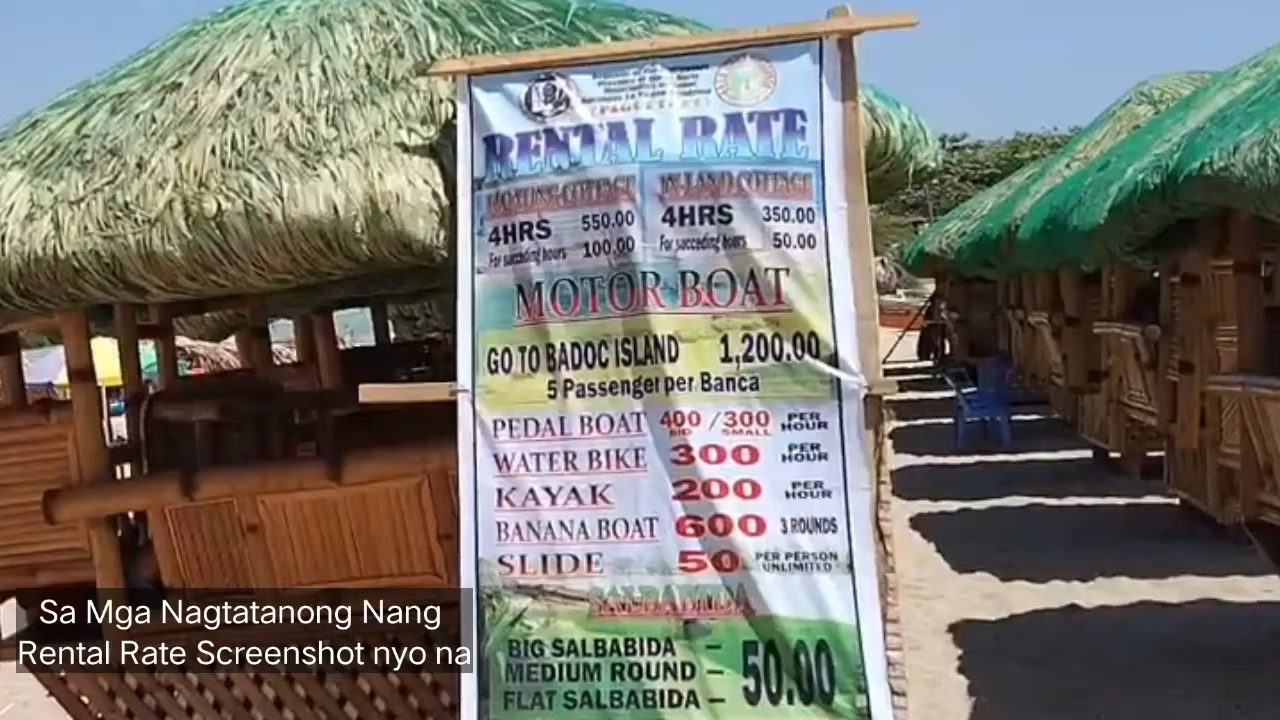 RENTAL RATE
FLOATING COTTAGE
4HRS 550.00
For succeding hours 100.00
IN-LAND COTTAGE
4HRS 350.00
For succeding hours 50.00
MOTOR BOAT
GO TO BADOC ISLAND 1,200.00
5 Passenger per Banca
PEDAL BOAT 400 BIG / 300 SMALL PER HOUR
WATER BIKE 300 PER HOUR
KAYAK 200 PER HOUR
BANANA BOAT 600 3 ROUNDS
SLIDE 50 PER PERSON UNLIMITED
SALBABIDA
BIG SALBABIDA –
MEDIUM ROUND – 50.00
FLAT SALBABIDA –
Sa Mga Nagtatanong Nang
Rental Rate Screenshot nyo na